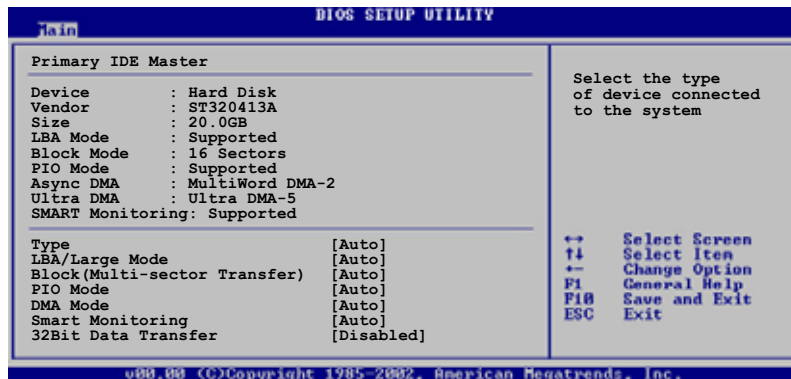 BIOS SETUP UTILITY
Main
Primary IDE Master
Device : Hard Disk
Vendor : ST320413A
Size : 20.0GB
LBA Mode : Supported
Block Mode : 16 Sectors
PIO Mode : Supported
Async DMA : MultiWord DMA-2
Ultra DMA : Ultra DMA-5
SMART Monitoring: Supported
Type [Auto]
LBA/Large Mode [Auto]
Block(Multi-sector Transfer) [Auto]
PIO Mode [Auto]
DMA Mode [Auto]
Smart Monitoring [Auto]
32Bit Data Transfer [Disabled]
Select the type
of device connected
to the system
↔ Select Screen
↑↓ Select Item
+- Change Option
F1 General Help
F10 Save and Exit
ESC Exit
v00.00 (C)Copyright 1985-2002, American Megatrends, Inc.